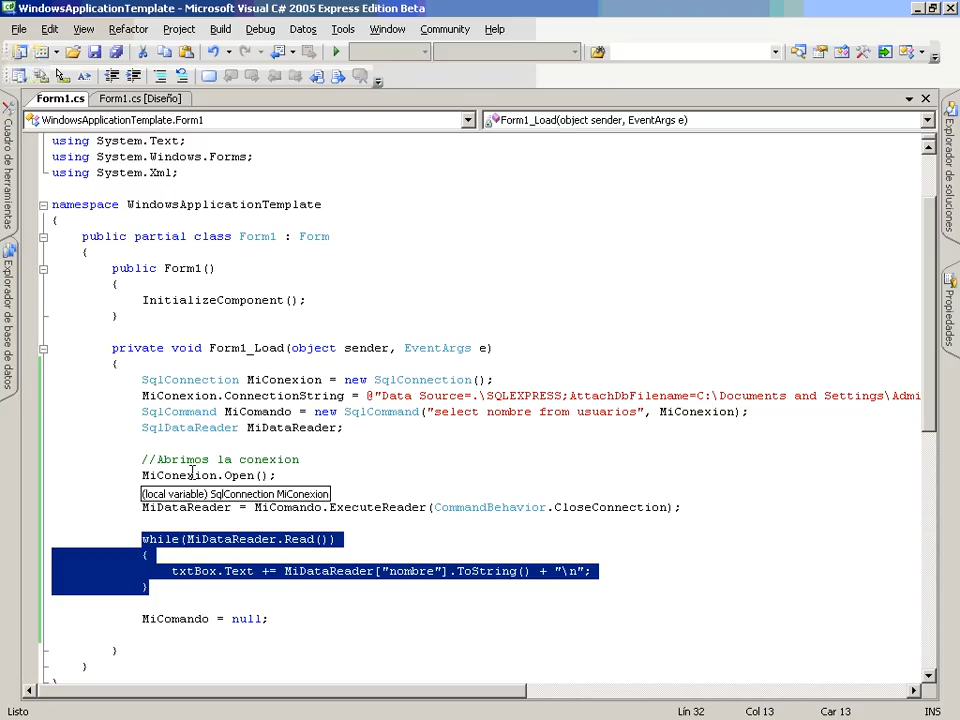 WindowsApplicationTemplate - Microsoft Visual C# 2005 Express Edition Beta
File Edit View Refactor Project Build Debug Datos Tools Window Community Help
Form1.cs Form1.cs [Diseño]
WindowsApplicationTemplate.Form1 Form1_Load(object sender, EventArgs e)
Cuadro de herramientas
Explorador de base de datos
Explorador de soluciones
Propiedades
using System.Text;
using System.Windows.Forms;
using System.Xml;
namespace WindowsApplicationTemplate
{
public partial class Form1 : Form
{
public Form1()
{
InitializeComponent();
}
private void Form1_Load(object sender, EventArgs e)
{
SqlConnection MiConexion = new SqlConnection();
MiConexion.ConnectionString = @"Data Source=.\SQLEXPRESS;AttachDbFilename=C:\Documents and Settings\Admi
SqlCommand MiComando = new SqlCommand("select nombre from usuarios", MiConexion);
SqlDataReader MiDataReader;
//Abrimos la conexion
MiConexion.Open();
(local variable) SqlConnection MiConexion
MiDataReader = MiComando.ExecuteReader(CommandBehavior.CloseConnection);
while(MiDataReader.Read())
{
txtBox.Text += MiDataReader["nombre"].ToString() + "\n";
}
MiComando = null;
}
}
Listo Lín 32 Col 13 Car 13 INS